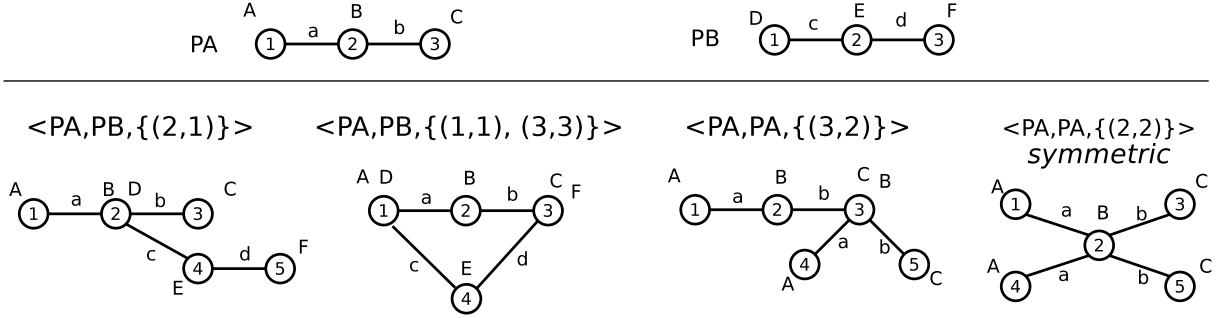 A B C D E F
PA 1 a 2 b 3 PB 1 c 2 d 3
<PA,PB,{(2,1)}> <PA,PB,{(1,1), (3,3)}> <PA,PA,{(3,2)}> <PA,PA,{(2,2)}>
symmetric
A B D C
1 a 2 b 3
c
4 d 5
E F
A D B C F
1 a 2 b 3
c E d
4
A B C B
1 a 2 b 3
a b
4 5
A C
A C
1 a B b 3
2
A a b C
4 5